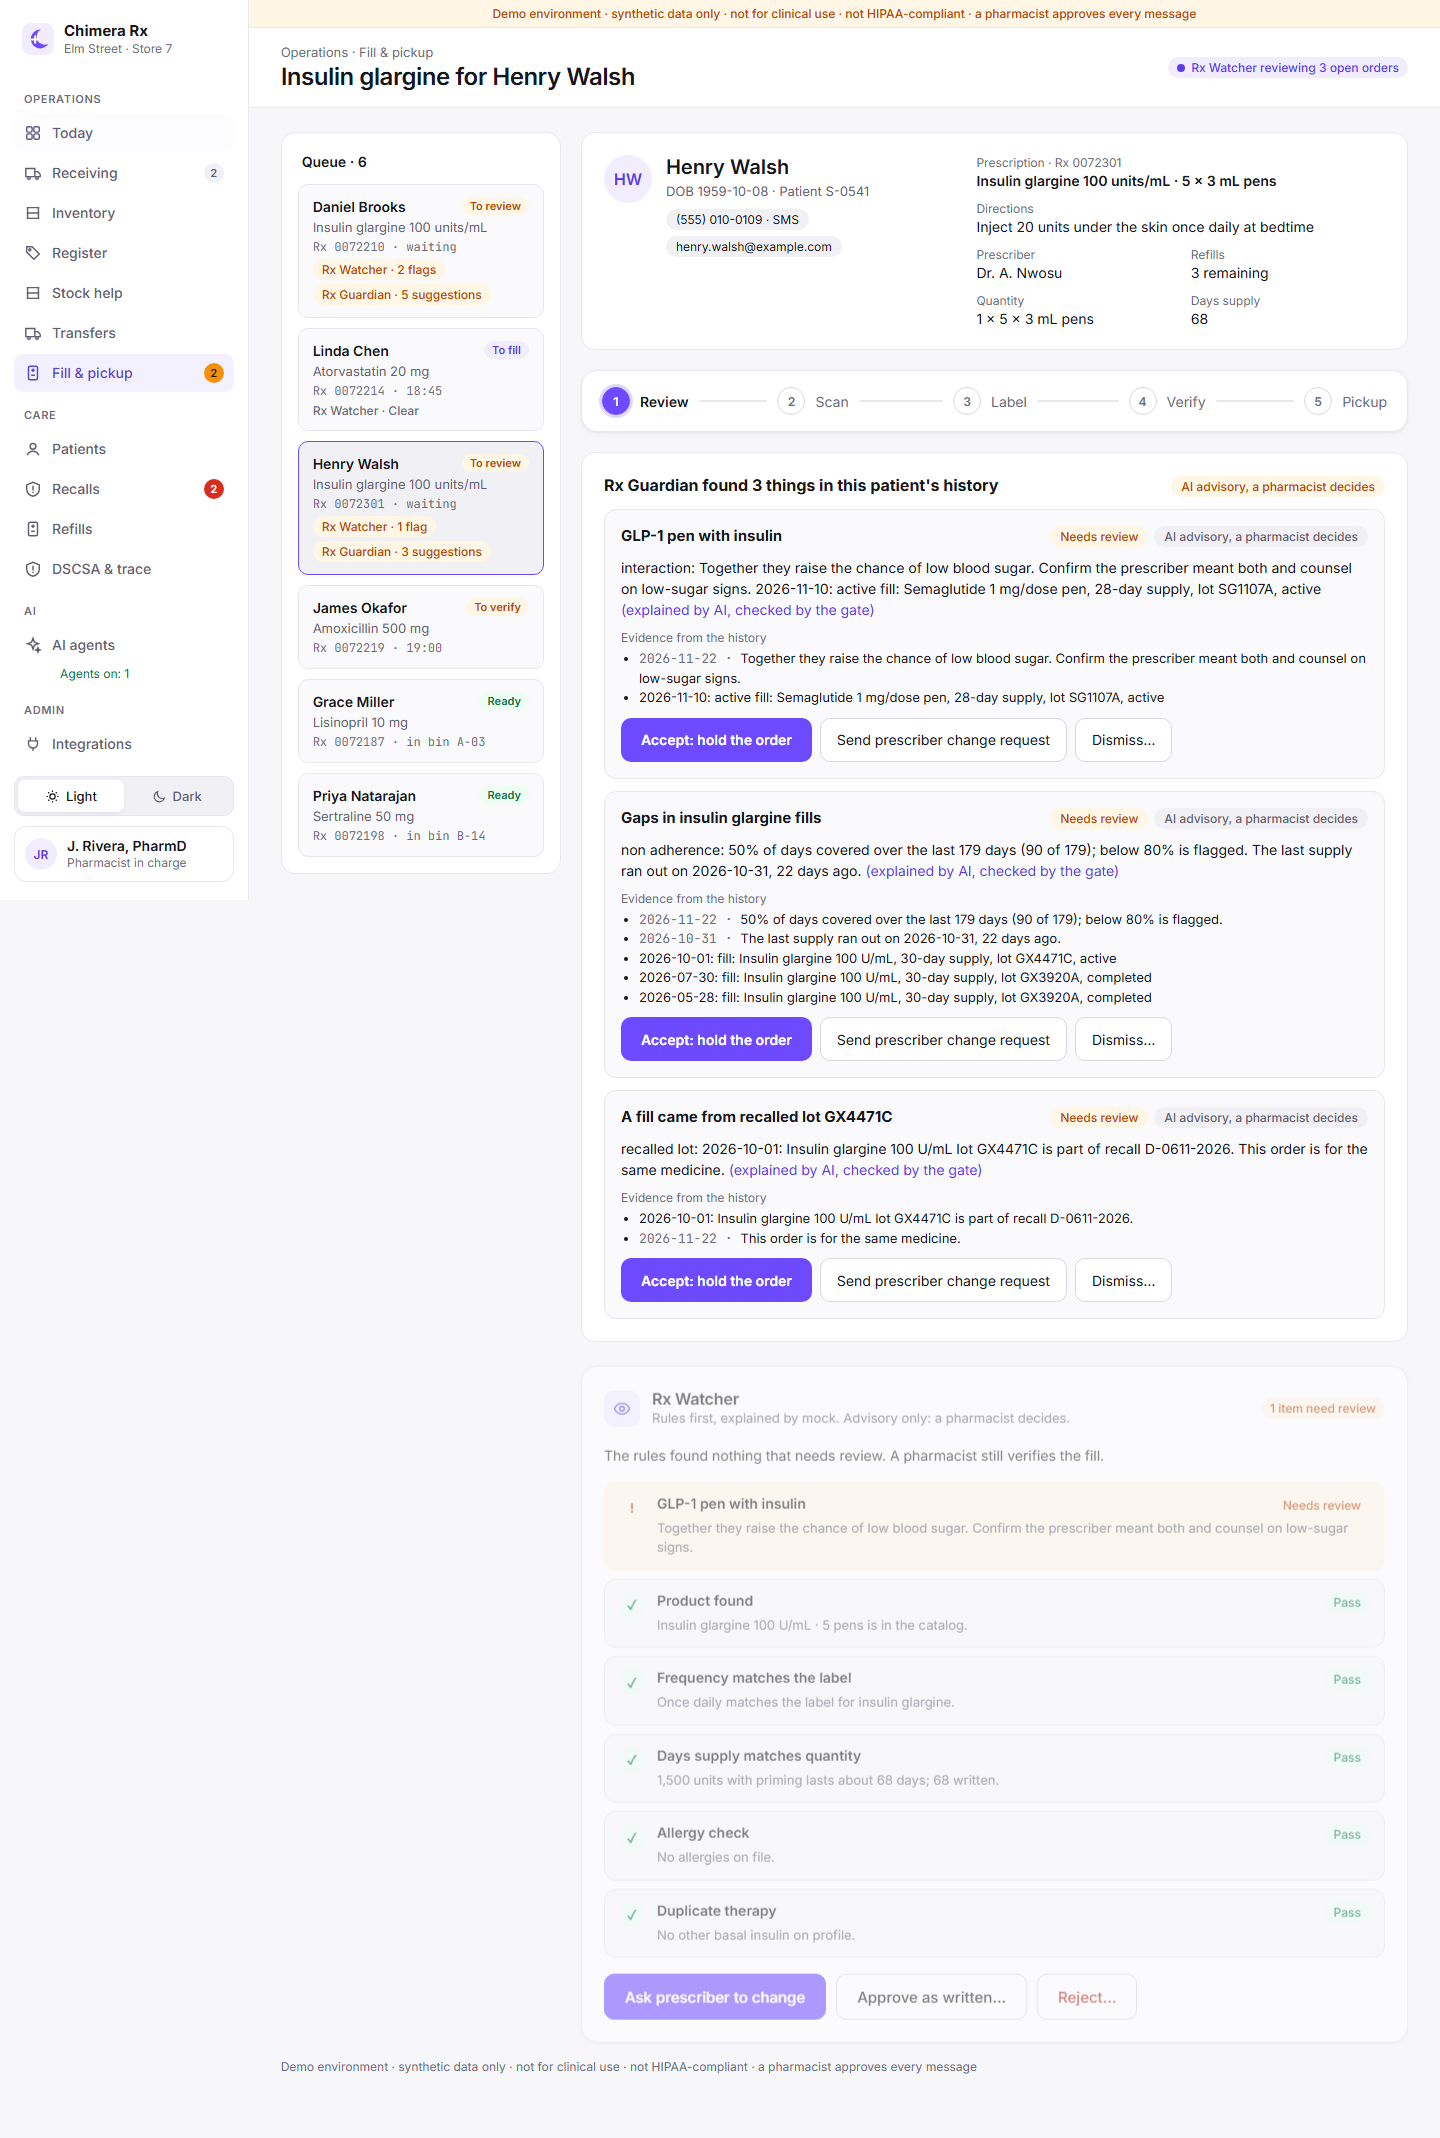 Chimera Rx
Elm Street · Store 7
OPERATIONS
Today
Receiving 2
Inventory
Register
Stock help
Transfers
Fill & pickup 2
CARE
Patients
Recalls 2
Refills
DSCSA & trace
AI
AI agents
Agents on: 1
ADMIN
Integrations
Light Dark
JR
J. Rivera, PharmD
Pharmacist in charge
Demo environment · synthetic data only · not for clinical use · not HIPAA-compliant · a pharmacist approves every message
Operations · Fill & pickup
Insulin glargine for Henry Walsh
Rx Watcher reviewing 3 open orders
Queue · 6
Daniel Brooks To review
Insulin glargine 100 units/mL
Rx 0072210 · waiting
Rx Watcher · 2 flags
Rx Guardian · 5 suggestions
Linda Chen To fill
Atorvastatin 20 mg
Rx 0072214 · 18:45
Rx Watcher · Clear
Henry Walsh To review
Insulin glargine 100 units/mL
Rx 0072301 · waiting
Rx Watcher · 1 flag
Rx Guardian · 3 suggestions
James Okafor To verify
Amoxicillin 500 mg
Rx 0072219 · 19:00
Grace Miller Ready
Lisinopril 10 mg
Rx 0072187 · in bin A-03
Priya Natarajan Ready
Sertraline 50 mg
Rx 0072198 · in bin B-14
HW
Henry Walsh
DOB 1959-10-08 · Patient S-0541
(555) 010-0109 · SMS
henry.walsh@example.com
Prescription · Rx 0072301
Insulin glargine 100 units/mL · 5 × 3 mL pens
Directions
Inject 20 units under the skin once daily at bedtime
Prescriber Refills
Dr. A. Nwosu 3 remaining
Quantity Days supply
1 × 5 × 3 mL pens 68
1 Review 2 Scan 3 Label 4 Verify 5 Pickup
Rx Guardian found 3 things in this patient's history AI advisory, a pharmacist decides
GLP-1 pen with insulin Needs review AI advisory, a pharmacist decides
interaction: Together they raise the chance of low blood sugar. Confirm the prescriber meant both and counsel
on low-sugar signs. 2026-11-10: active fill: Semaglutide 1 mg/dose pen, 28-day supply, lot SG1107A, active
(explained by AI, checked by the gate)
Evidence from the history
• 2026-11-22 · Together they raise the chance of low blood sugar. Confirm the prescriber meant both and counsel on
low-sugar signs.
• 2026-11-10: active fill: Semaglutide 1 mg/dose pen, 28-day supply, lot SG1107A, active
Accept: hold the order Send prescriber change request Dismiss...
Gaps in insulin glargine fills Needs review AI advisory, a pharmacist decides
non adherence: 50% of days covered over the last 179 days (90 of 179); below 80% is flagged. The last supply
ran out on 2026-10-31, 22 days ago. (explained by AI, checked by the gate)
Evidence from the history
• 2026-11-22 · 50% of days covered over the last 179 days (90 of 179); below 80% is flagged.
• 2026-10-31 · The last supply ran out on 2026-10-31, 22 days ago.
• 2026-10-01: fill: Insulin glargine 100 U/mL, 30-day supply, lot GX4471C, active
• 2026-07-30: fill: Insulin glargine 100 U/mL, 30-day supply, lot GX3920A, completed
• 2026-05-28: fill: Insulin glargine 100 U/mL, 30-day supply, lot GX3920A, completed
Accept: hold the order Send prescriber change request Dismiss...
A fill came from recalled lot GX4471C Needs review AI advisory, a pharmacist decides
recalled lot: 2026-10-01: Insulin glargine 100 U/mL lot GX4471C is part of recall D-0611-2026. This order is for the
same medicine. (explained by AI, checked by the gate)
Evidence from the history
• 2026-10-01: Insulin glargine 100 U/mL lot GX4471C is part of recall D-0611-2026.
• 2026-11-22 · This order is for the same medicine.
Accept: hold the order Send prescriber change request Dismiss...
Rx Watcher
Rules first, explained by mock. Advisory only: a pharmacist decides.
1 item need review
The rules found nothing that needs review. A pharmacist still verifies the fill.
! GLP-1 pen with insulin Needs review
Together they raise the chance of low blood sugar. Confirm the prescriber meant both and counsel on low-sugar
signs.
✓ Product found Pass
Insulin glargine 100 U/mL · 5 pens is in the catalog.
✓ Frequency matches the label Pass
Once daily matches the label for insulin glargine.
✓ Days supply matches quantity Pass
1,500 units with priming lasts about 68 days; 68 written.
✓ Allergy check Pass
No allergies on file.
✓ Duplicate therapy Pass
No other basal insulin on profile.
Ask prescriber to change Approve as written... Reject...
Demo environment · synthetic data only · not for clinical use · not HIPAA-compliant · a pharmacist approves every message